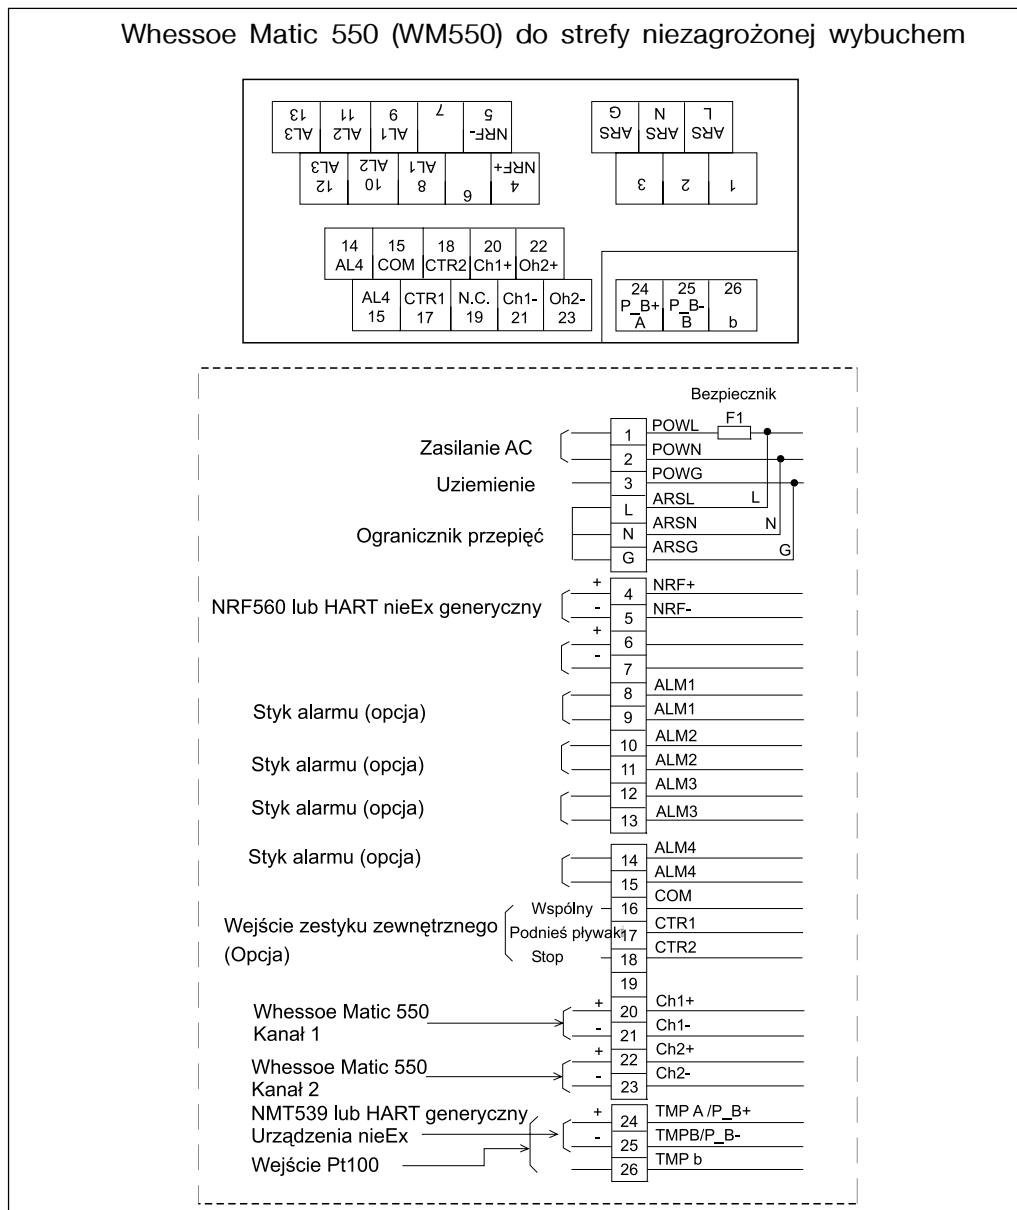 Whessoe Matic 550 (WM550) do strefy niezagrożonej wybuchem
13 11 9 7 5
AL3 AL2 AL1 NRF-
G N L
ARS ARS ARS
AL3 AL2 AL1 NRF+
12 10 8 6 4
3 2 1
14 15 18 20 22
AL4 COM CTR2 Ch1+ Oh2+
AL4 CTR1 N.C. Ch1- Oh2-
15 17 19 21 23
24 25 26
P_B+ P_B-
A B b
Bezpiecznik
F1
Zasilanie AC
1 POWL
2 POWN
Uziemienie
3 POWG
Ogranicznik przepięć
L ARSL L
N ARSN N
G ARSG G
NRF560 lub HART nieEx generyczny
+ 4 NRF+
- 5 NRF-
+ 6
- 7
Styk alarmu (opcja)
8 ALM1
9 ALM1
Styk alarmu (opcja)
10 ALM2
11 ALM2
Styk alarmu (opcja)
12 ALM3
13 ALM3
Styk alarmu (opcja)
14 ALM4
15 ALM4
Wejście zestyku zewnętrznego
(Opcja)
Wspólny 16 COM
Podnieś pływaki 17 CTR1
Stop 18 CTR2
19
Whessoe Matic 550
Kanał 1
+ 20 Ch1+
- 21 Ch1-
Whessoe Matic 550
Kanał 2
+ 22 Ch2+
- 23 Ch2-
NMT539 lub HART generyczny
Urządzenia nieEx
Wejście Pt100
+ 24 TMP A /P_B+
- 25 TMPB/P_B-
26 TMP b